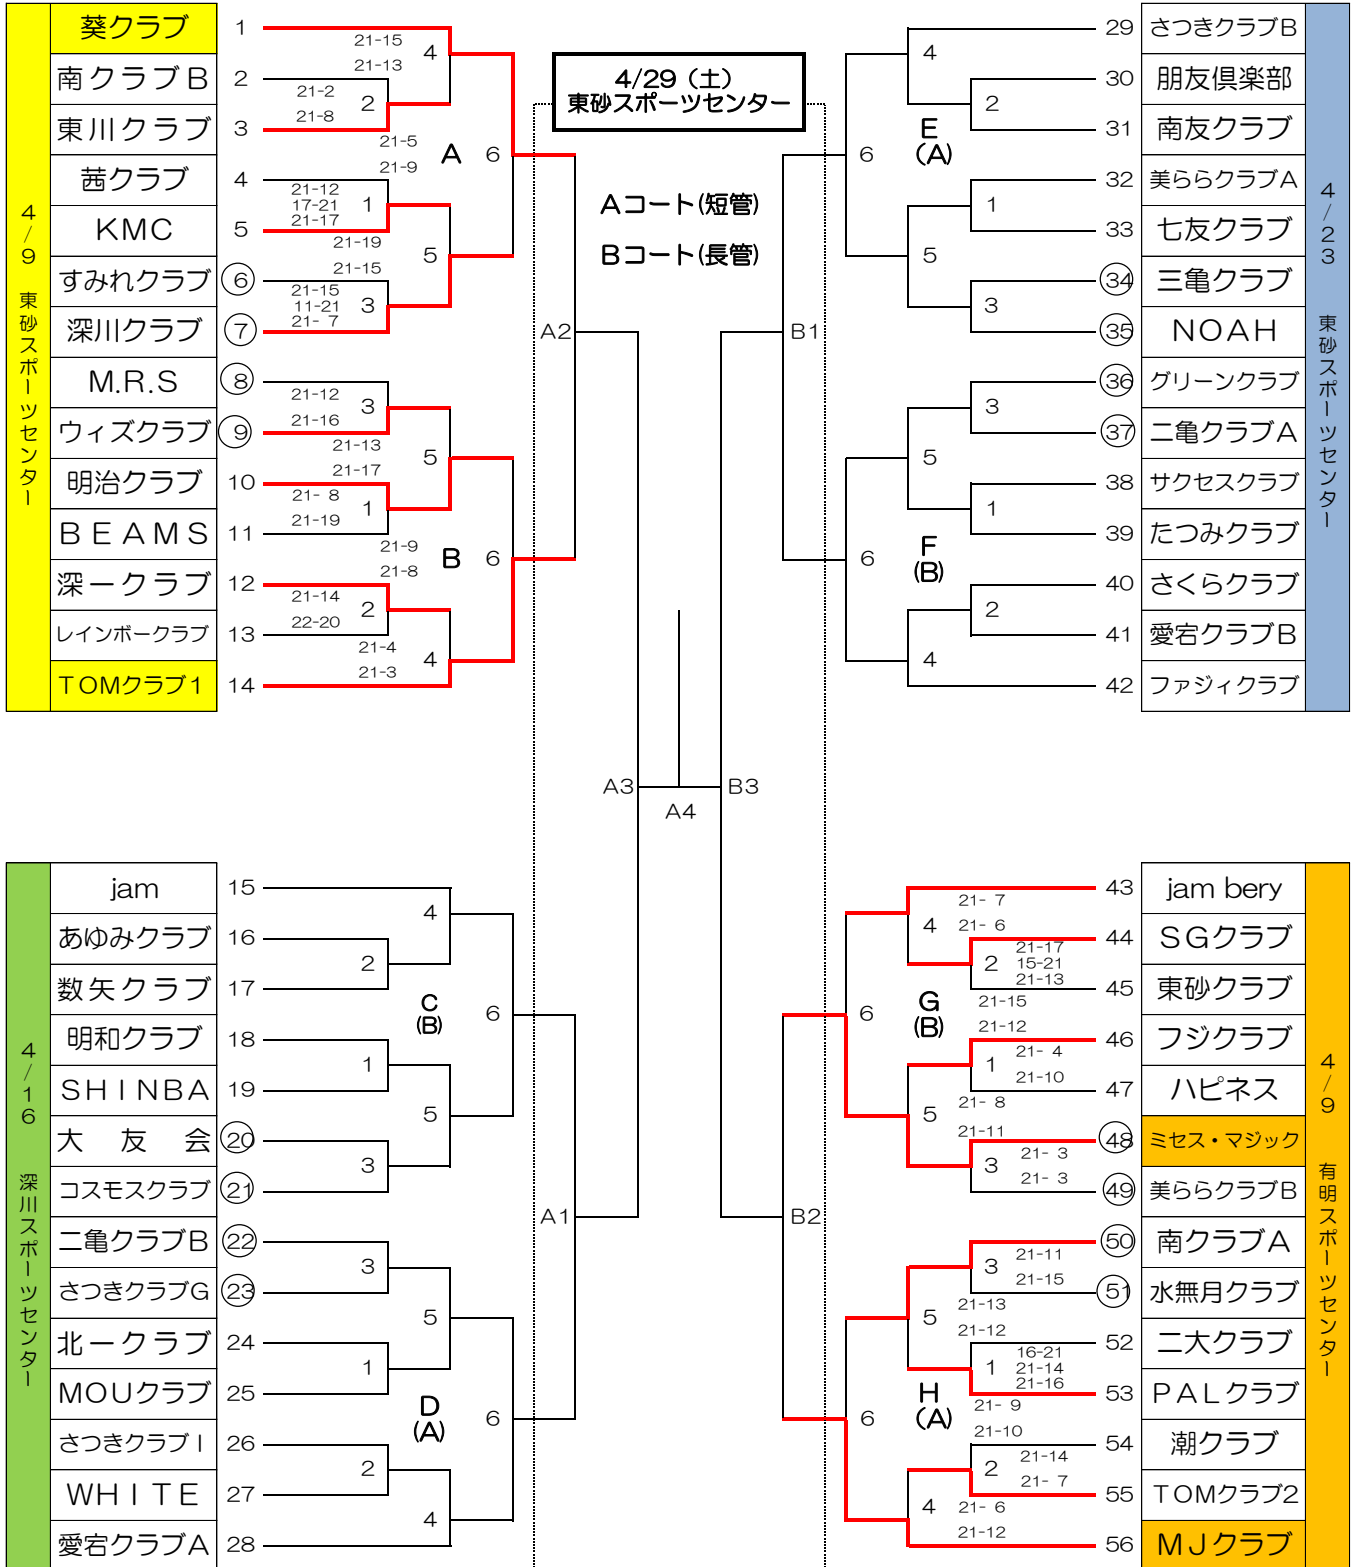 4/29（土）
東砂スポーツセンター
Aコート(短管)
Bコート(長管)
4/9 東砂スポーツセンター
葵クラブ 1
南クラブB 2
東川クラブ 3
茜クラブ 4
KMC 5
すみれクラブ ⑥
深川クラブ ⑦
M.R.S ⑧
ウィズクラブ ⑨
明治クラブ 10
BEAMS 11
深一クラブ 12
レインボークラブ 13
TOMクラブ1 14
21-15
21-13
4
21-2
21-8
2
21-5
21-9
A
6
21-12
17-21
21-17
1
21-19
21-15
5
21-15
11-21
21- 7
3
A2
21-12
21-16
3
21-13
21-17
5
21- 8
21-19
1
21-9
21-8
B
6
21-14
22-20
2
21-4
21-3
4
4/23 東砂スポーツセンター
29 さつきクラブB
30 朋友倶楽部
31 南友クラブ
32 美ららクラブA
33 七友クラブ
㉞ 三亀クラブ
㉟ NOAH
㊱ グリーンクラブ
㊲ 二亀クラブA
38 サクセスクラブ
39 たつみクラブ
40 さくらクラブ
41 愛宕クラブB
42 ファジィクラブ
4
2
E
(A)
6
1
5
3
B1
3
5
1
F
(B)
6
2
4
A3
A4
B3
4/16 深川スポーツセンター
jam 15
あゆみクラブ 16
数矢クラブ 17
明和クラブ 18
SHINBA 19
大友会 ⑳
コスモスクラブ ㉑
二亀クラブB ㉒
さつきクラブG ㉓
北一クラブ 24
MOUクラブ 25
さつきクラブI 26
WHITE 27
愛宕クラブA 28
4
2
C
(B)
6
1
5
3
A1
3
5
1
D
(A)
6
2
4
4/9 有明スポーツセンター
43 jam bery
44 SGクラブ
45 東砂クラブ
46 フジクラブ
47 ハピネス
㊽ ミセス・マジック
㊾ 美ららクラブB
㊿ 南クラブA
(51) 水無月クラブ
52 二大クラブ
53 PALクラブ
54 潮クラブ
55 TOMクラブ2
56 MJクラブ
21- 7
21- 6
4
21-17
15-21
21-13
2
21-15
21-12
G
(B)
6
21- 4
21-10
1
21- 8
21-11
5
21- 3
21- 3
3
B2
21-11
21-15
3
21-13
21-12
5
16-21
21-14
21-16
1
21- 9
21-10
H
(A)
6
21-14
21- 7
2
21- 6
21-12
4